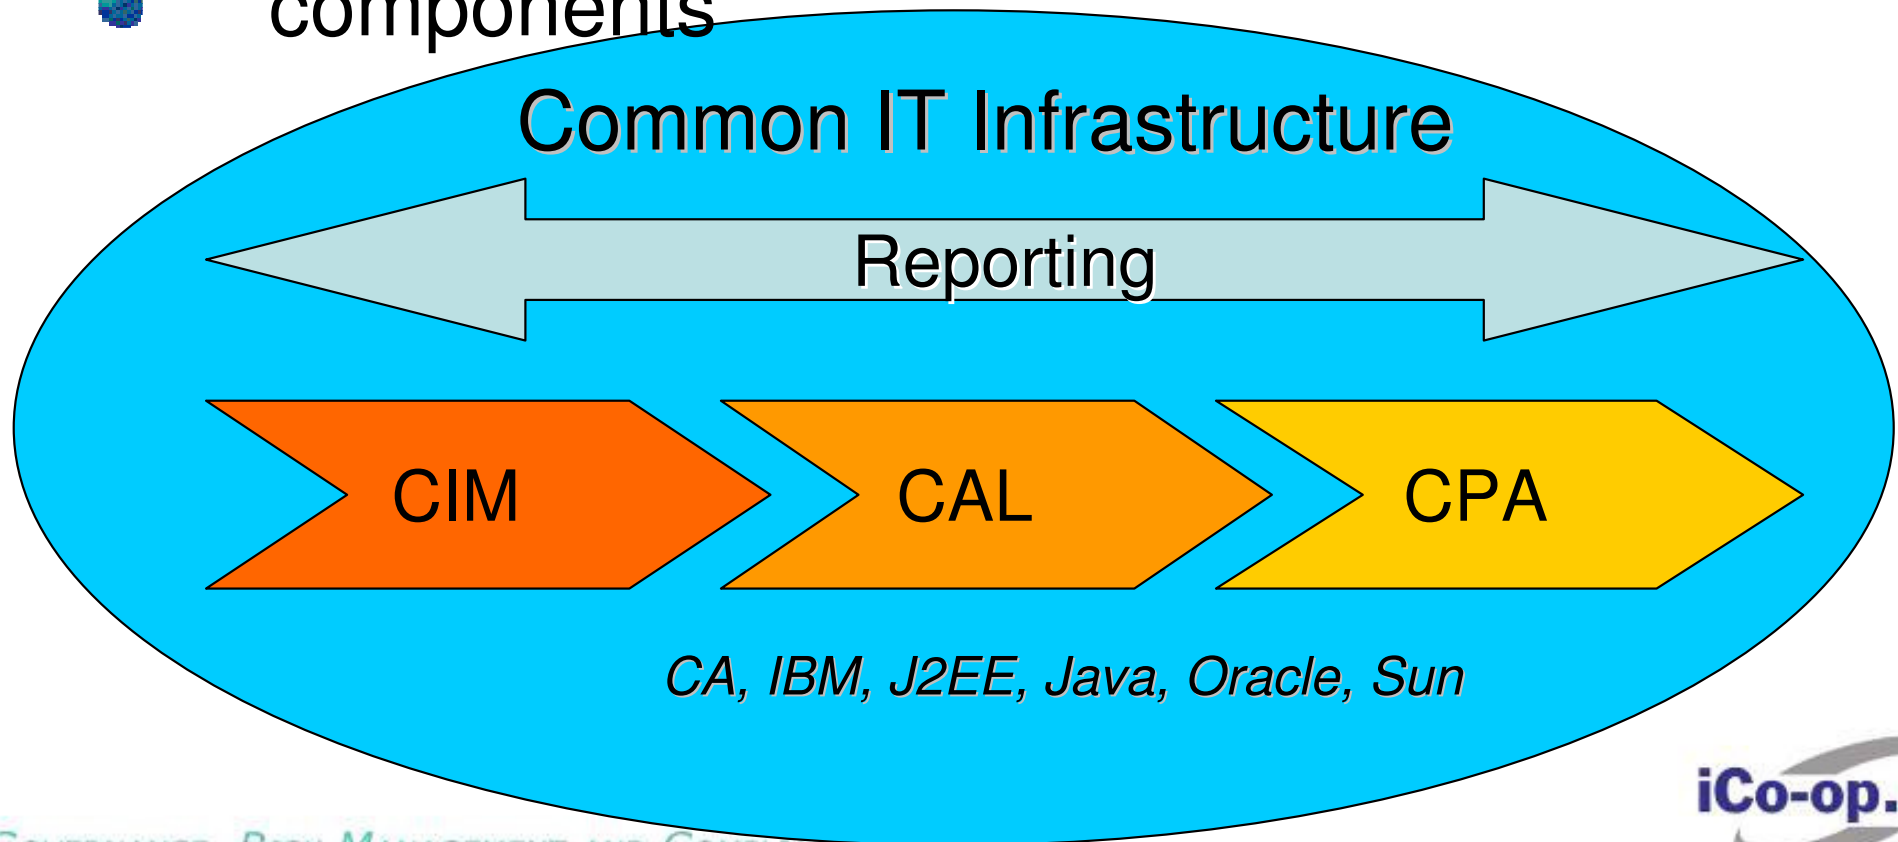 components
Common IT Infrastructure
Reporting
CIM
CAL
CPA
CA, IBM, J2EE, Java, Oracle, Sun
iCo-op.